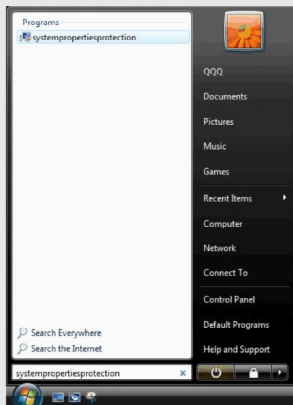 Programs
systempropertiesprotection
Search Everywhere
Search the Internet
systempropertiesprotection x
QQQ
Documents
Pictures
Music
Games
Recent Items
Computer
Network
Connect To
Control Panel
Default Programs
Help and Support